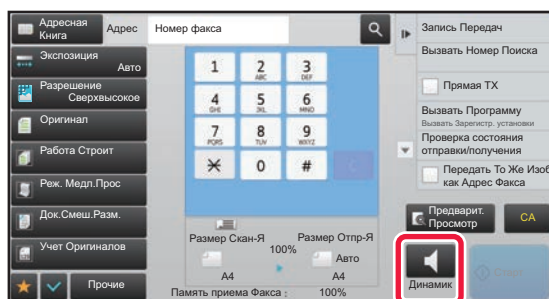 Адресная
Книга
Адрес
Номер факса
Экспозиция
Авто
Разрешение
Сверхвысокое
Оригинал
Работа Строит
Реж. Медл.Прос
Док.Смеш.Разм.
Учет Оригиналов
Прочие
1
2
ABC
3
DEF
4
GHI
5
JKL
6
MNO
7
PQRS
8
TUV
9
WXYZ
0
#
Размер Скан-Я
100%
Размер Отпр-Я
Авто
A4
A4
Память приема Факса :
100%
Запись Передач
Вызвать Номер Поиска
Прямая TX
Вызвать Программу
Вызвать Зарегистр. установки
Проверка состояния
отправки/получения
Передать То Же Изоб
как Адрес Факса
Предварит.
Просмотр
CA
Динамик